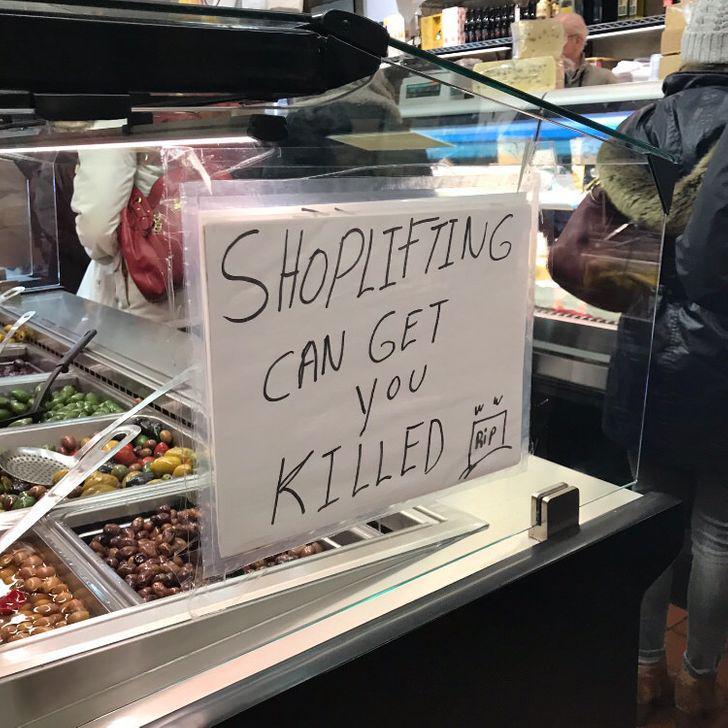 SHOPLIFTING
CAN GET
YOU
KILLED
RIP